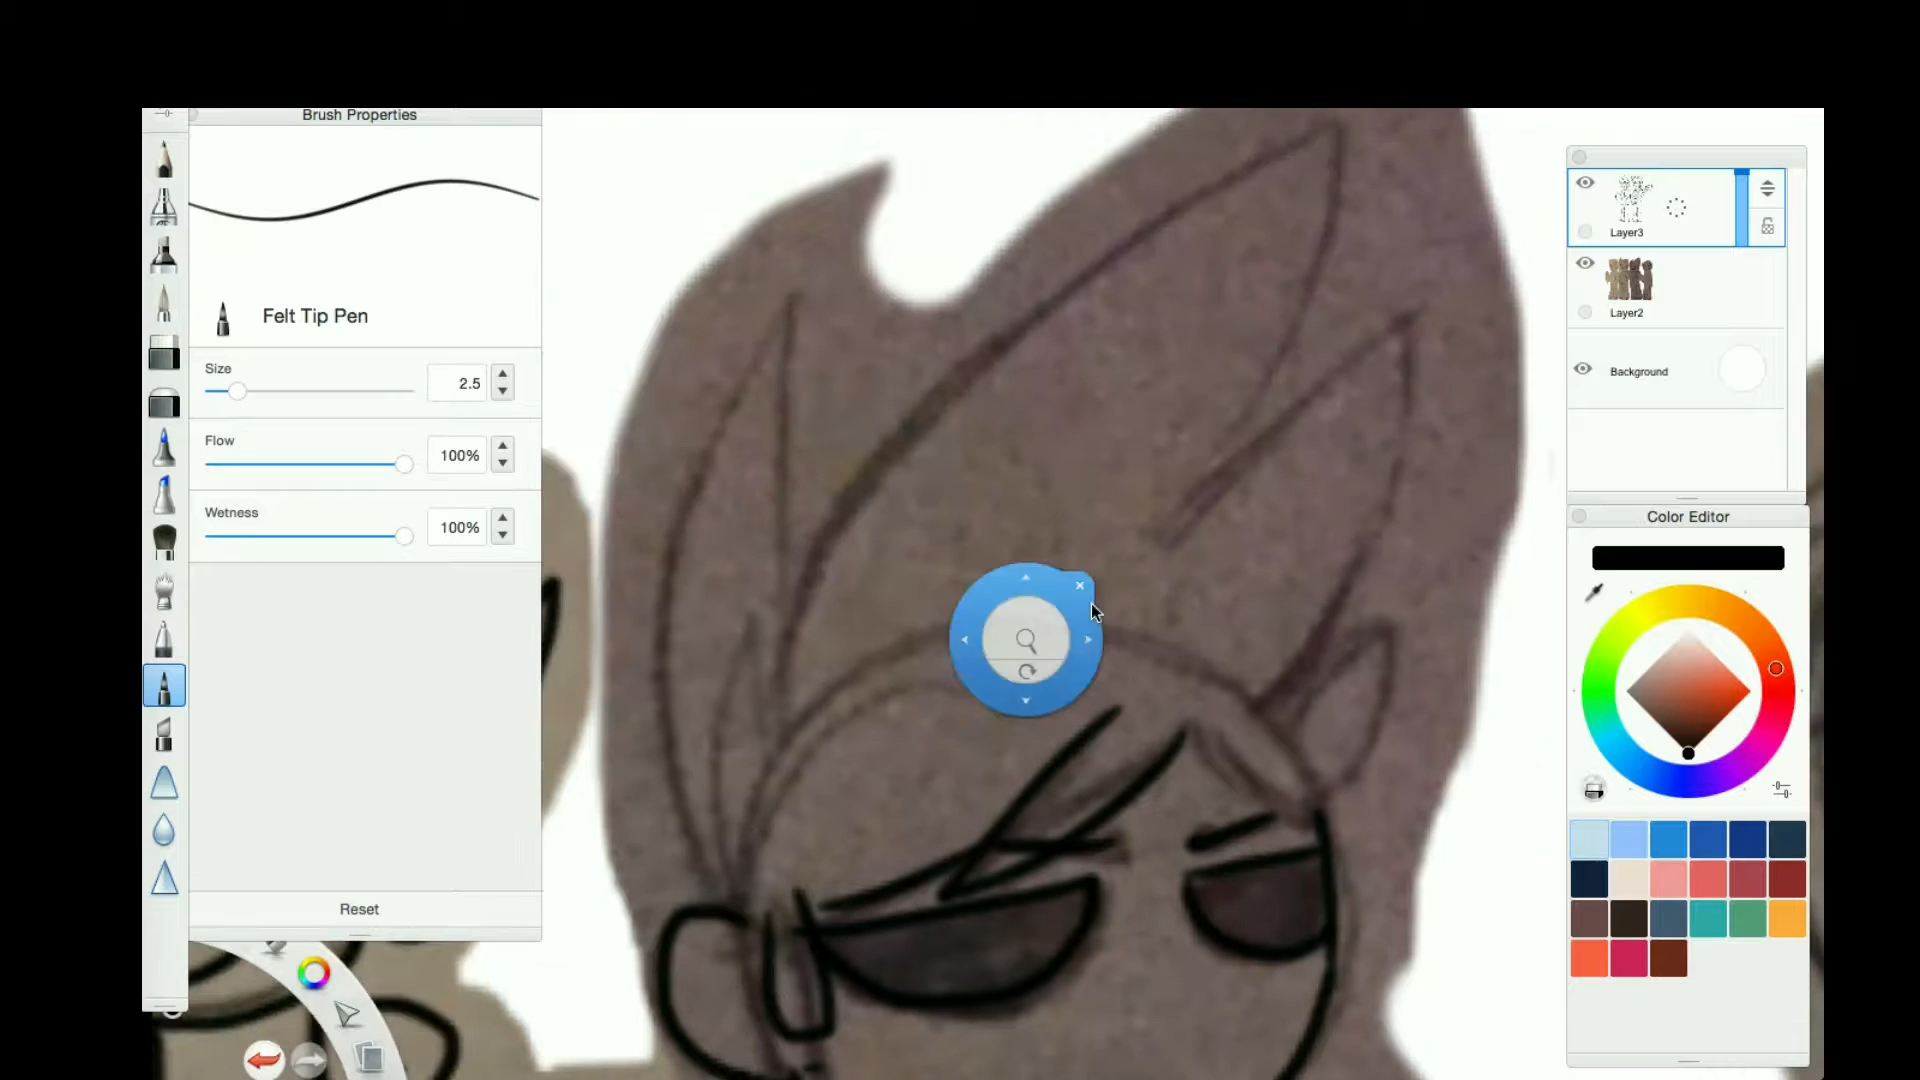 Brush Properties
Felt Tip Pen
Size
2.5
Flow
100%
Wetness
100%
Reset
Layer3
Layer2
Background
Color Editor